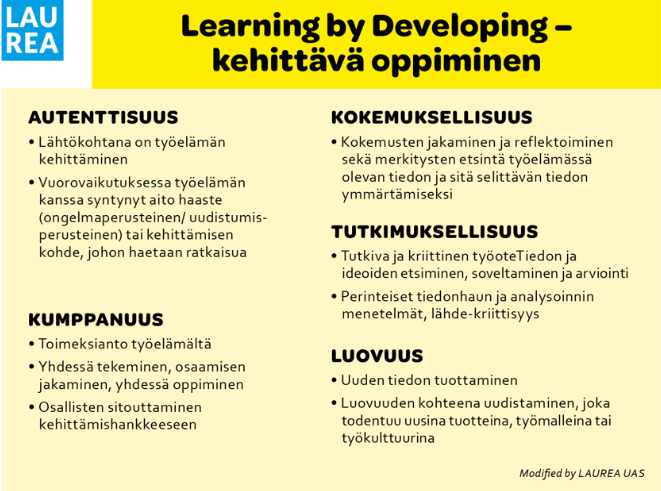 LAU
REA
Learning by Developing –
kehittävä oppiminen
AUTENTTISUUS
• Lähtökohtana on työelämän
kehittäminen
• Vuorovaikutuksessa työelämän
kanssa syntynyt aito haaste
(ongelmaperusteinen/ uudistumis-
perusteinen) tai kehittämisen
kohde, johon haetaan ratkaisua
KUMPPANUUS
• Toimeksianto työelämältä
• Yhdessä tekeminen, osaamisen
jakaminen, yhdessä oppiminen
• Osallisten sitouttaminen
kehittämishankkeeseen
KOKEMUKSELLISUUS
• Kokemusten jakaminen ja reflektoiminen
sekä merkitysten etsintä työelämässä
olevan tiedon ja sitä selittävän tiedon
ymmärtämiseksi
TUTKIMUKSELLISUUS
• Tutkiva ja kriittinen työoteTiedon ja
ideoiden etsiminen, soveltaminen ja arviointi
• Perinteiset tiedonhaun ja analysoinnin
menetelmät, lähde-kriittisyys
LUOVUUS
• Uuden tiedon tuottaminen
• Luovuuden kohteena uudistaminen, joka
todentuu uusina tuotteina, työmalleina tai
työkulttuurina
Modified by LAUREA UAS